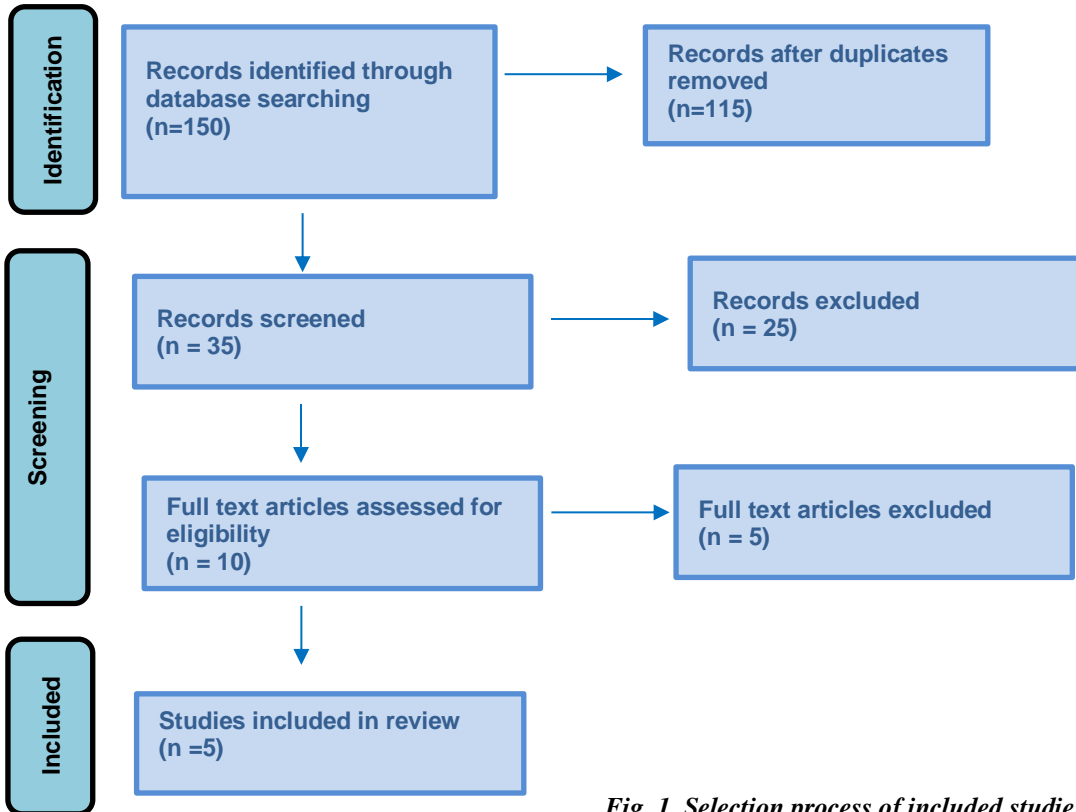 Identification
Records identified through
database searching
(n=150)
Records after duplicates
removed
(n=115)
Screening
Records screened
(n = 35)
Records excluded
(n = 25)
Full text articles assessed for
eligibility
(n = 10)
Full text articles excluded
(n = 5)
Included
Studies included in review
(n =5)
Fig. 1. Selection process of included studie